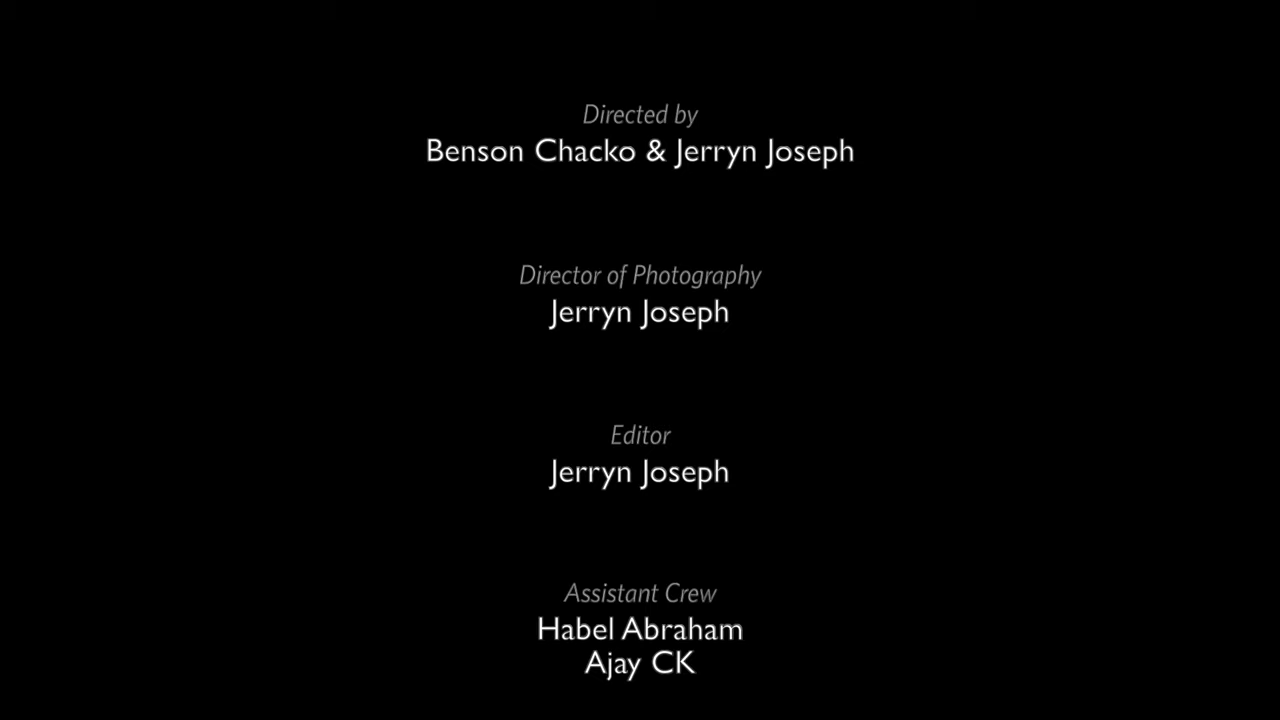 Directed by
Benson Chacko & Jerryn Joseph
Director of Photography
Jerryn Joseph
Editor
Jerryn Joseph
Assistant Crew
Habel Abraham
Ajay CK